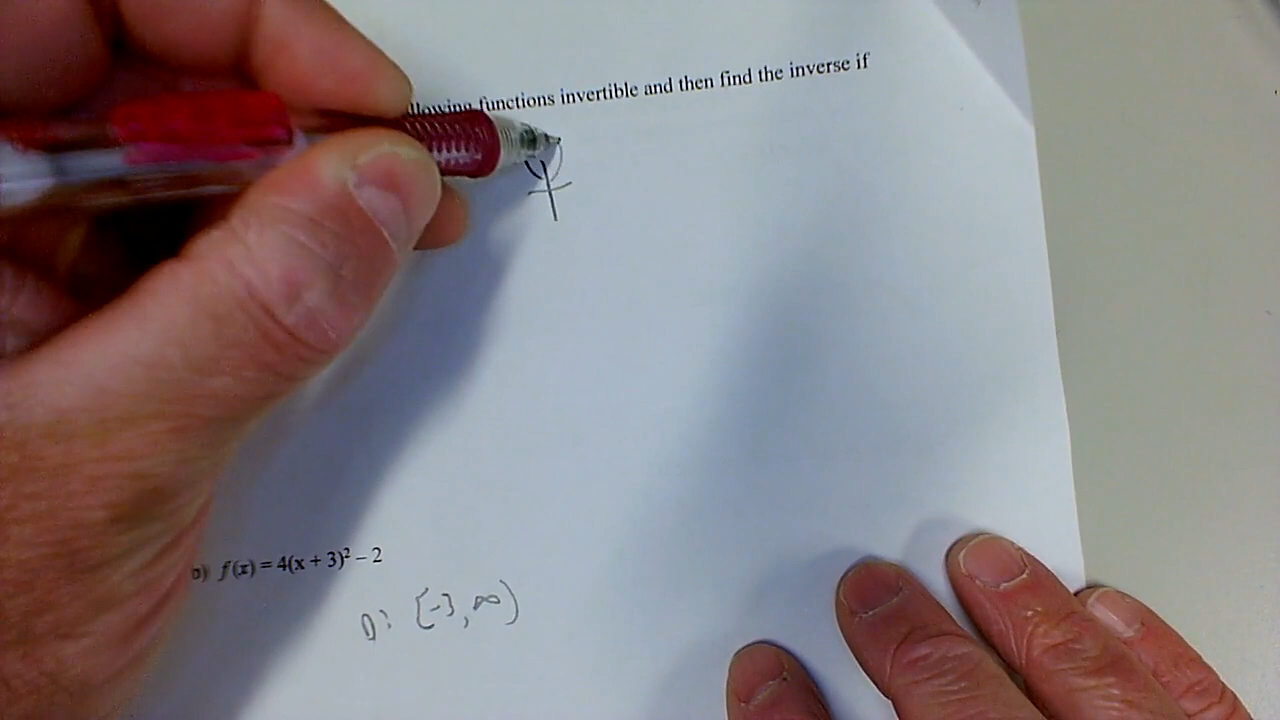 functions invertible and then find the inverse if
f(x) = 4(x + 3)² – 2
D: [-3, ∞)